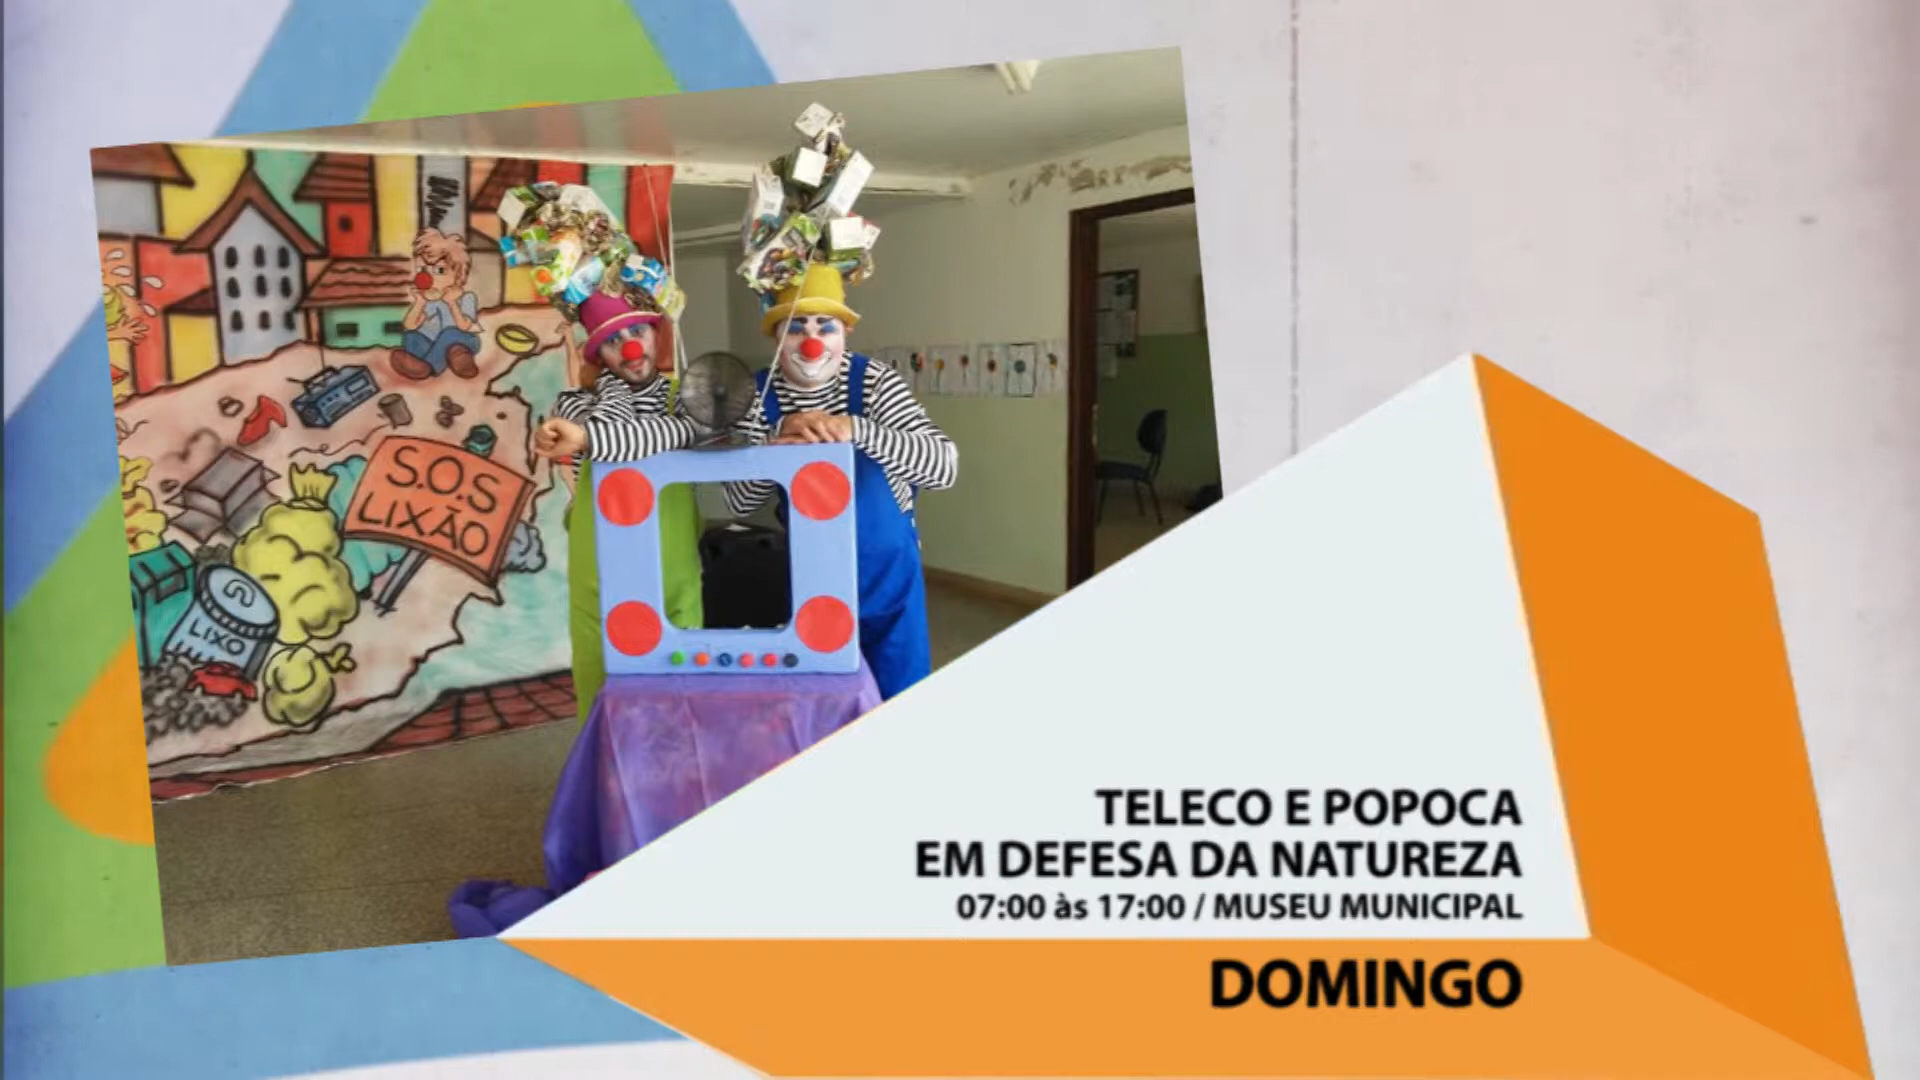 S.O.S
LIXÃO
LIXO
TELECO E POPOCA
EM DEFESA DA NATUREZA
07:00 às 17:00 / MUSEU MUNICIPAL
DOMINGO